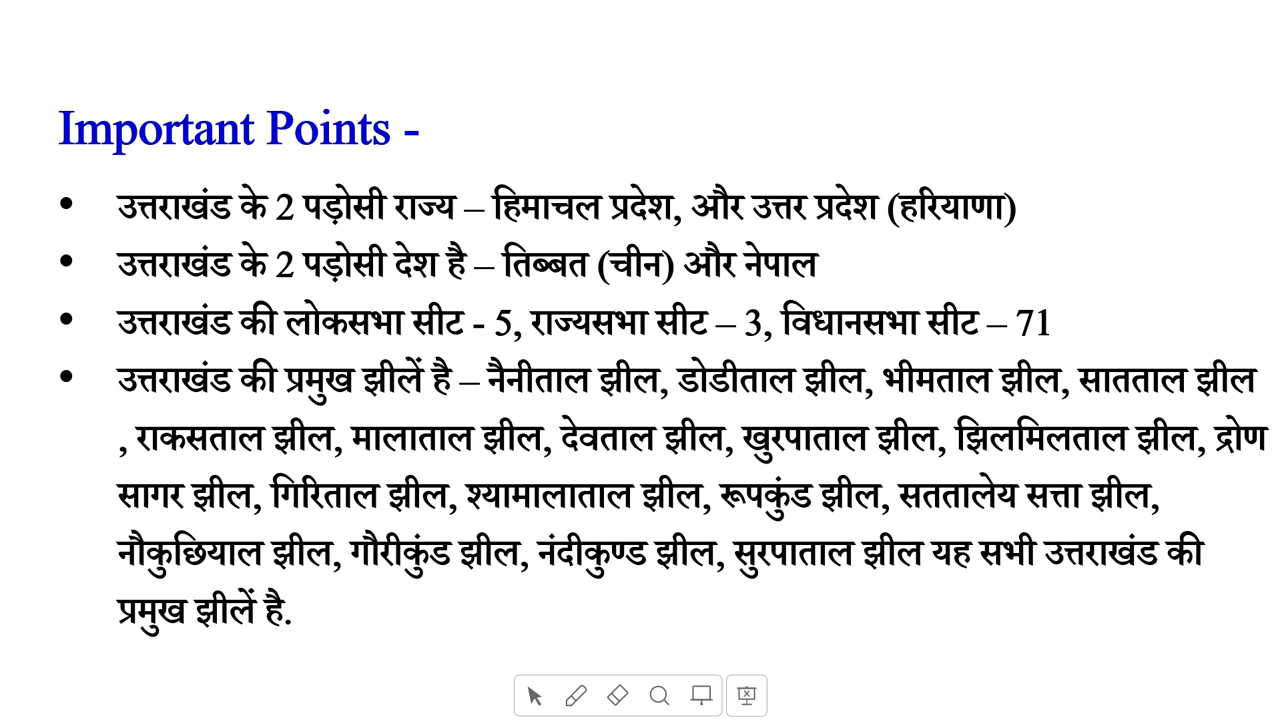 Important Points -
• उत्तराखंड के 2 पड़ोसी राज्य – हिमाचल प्रदेश, और उत्तर प्रदेश (हरियाणा)
• उत्तराखंड के 2 पड़ोसी देश है – तिब्बत (चीन) और नेपाल
• उत्तराखंड की लोकसभा सीट - 5, राज्यसभा सीट – 3, विधानसभा सीट – 71
• उत्तराखंड की प्रमुख झीलें है – नैनीताल झील, डोडीताल झील, भीमताल झील, सातताल झील
, राकसताल झील, मालाताल झील, देवताल झील, खुरपाताल झील, झिलमिलताल झील, द्रोण
सागर झील, गिरिताल झील, श्यामालाताल झील, रूपकुंड झील, सततालेय सत्ता झील,
नौकुछियाल झील, गौरीकुंड झील, नंदीकुण्ड झील, सुरपाताल झील यह सभी उत्तराखंड की
प्रमुख झीलें है.